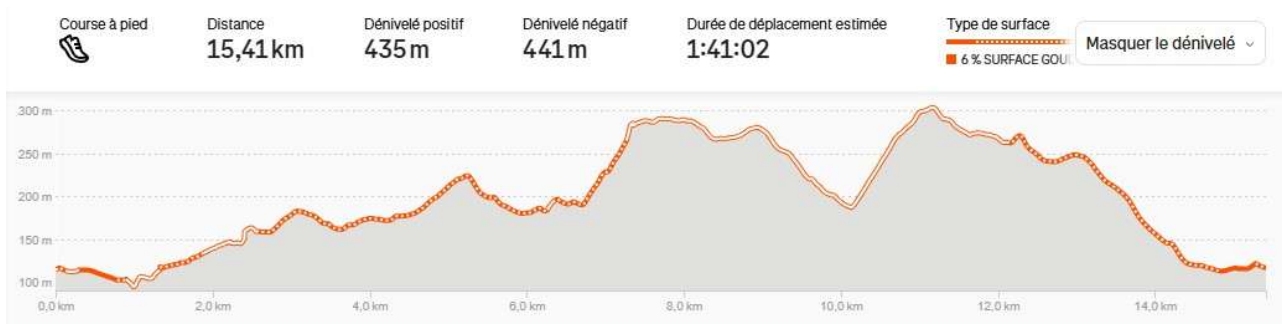 Course à pied
Distance
15,41 km
Dénivelé positif
435 m
Dénivelé négatif
441 m
Durée de déplacement estimée
1:41:02
Type de surface
6 % SURFACE GOU
Masquer le dénivelé
300 m
250 m
200 m
150 m
100 m
0,0 km
2,0 km
4,0 km
6,0 km
8,0 km
10,0 km
12,0 km
14,0 km